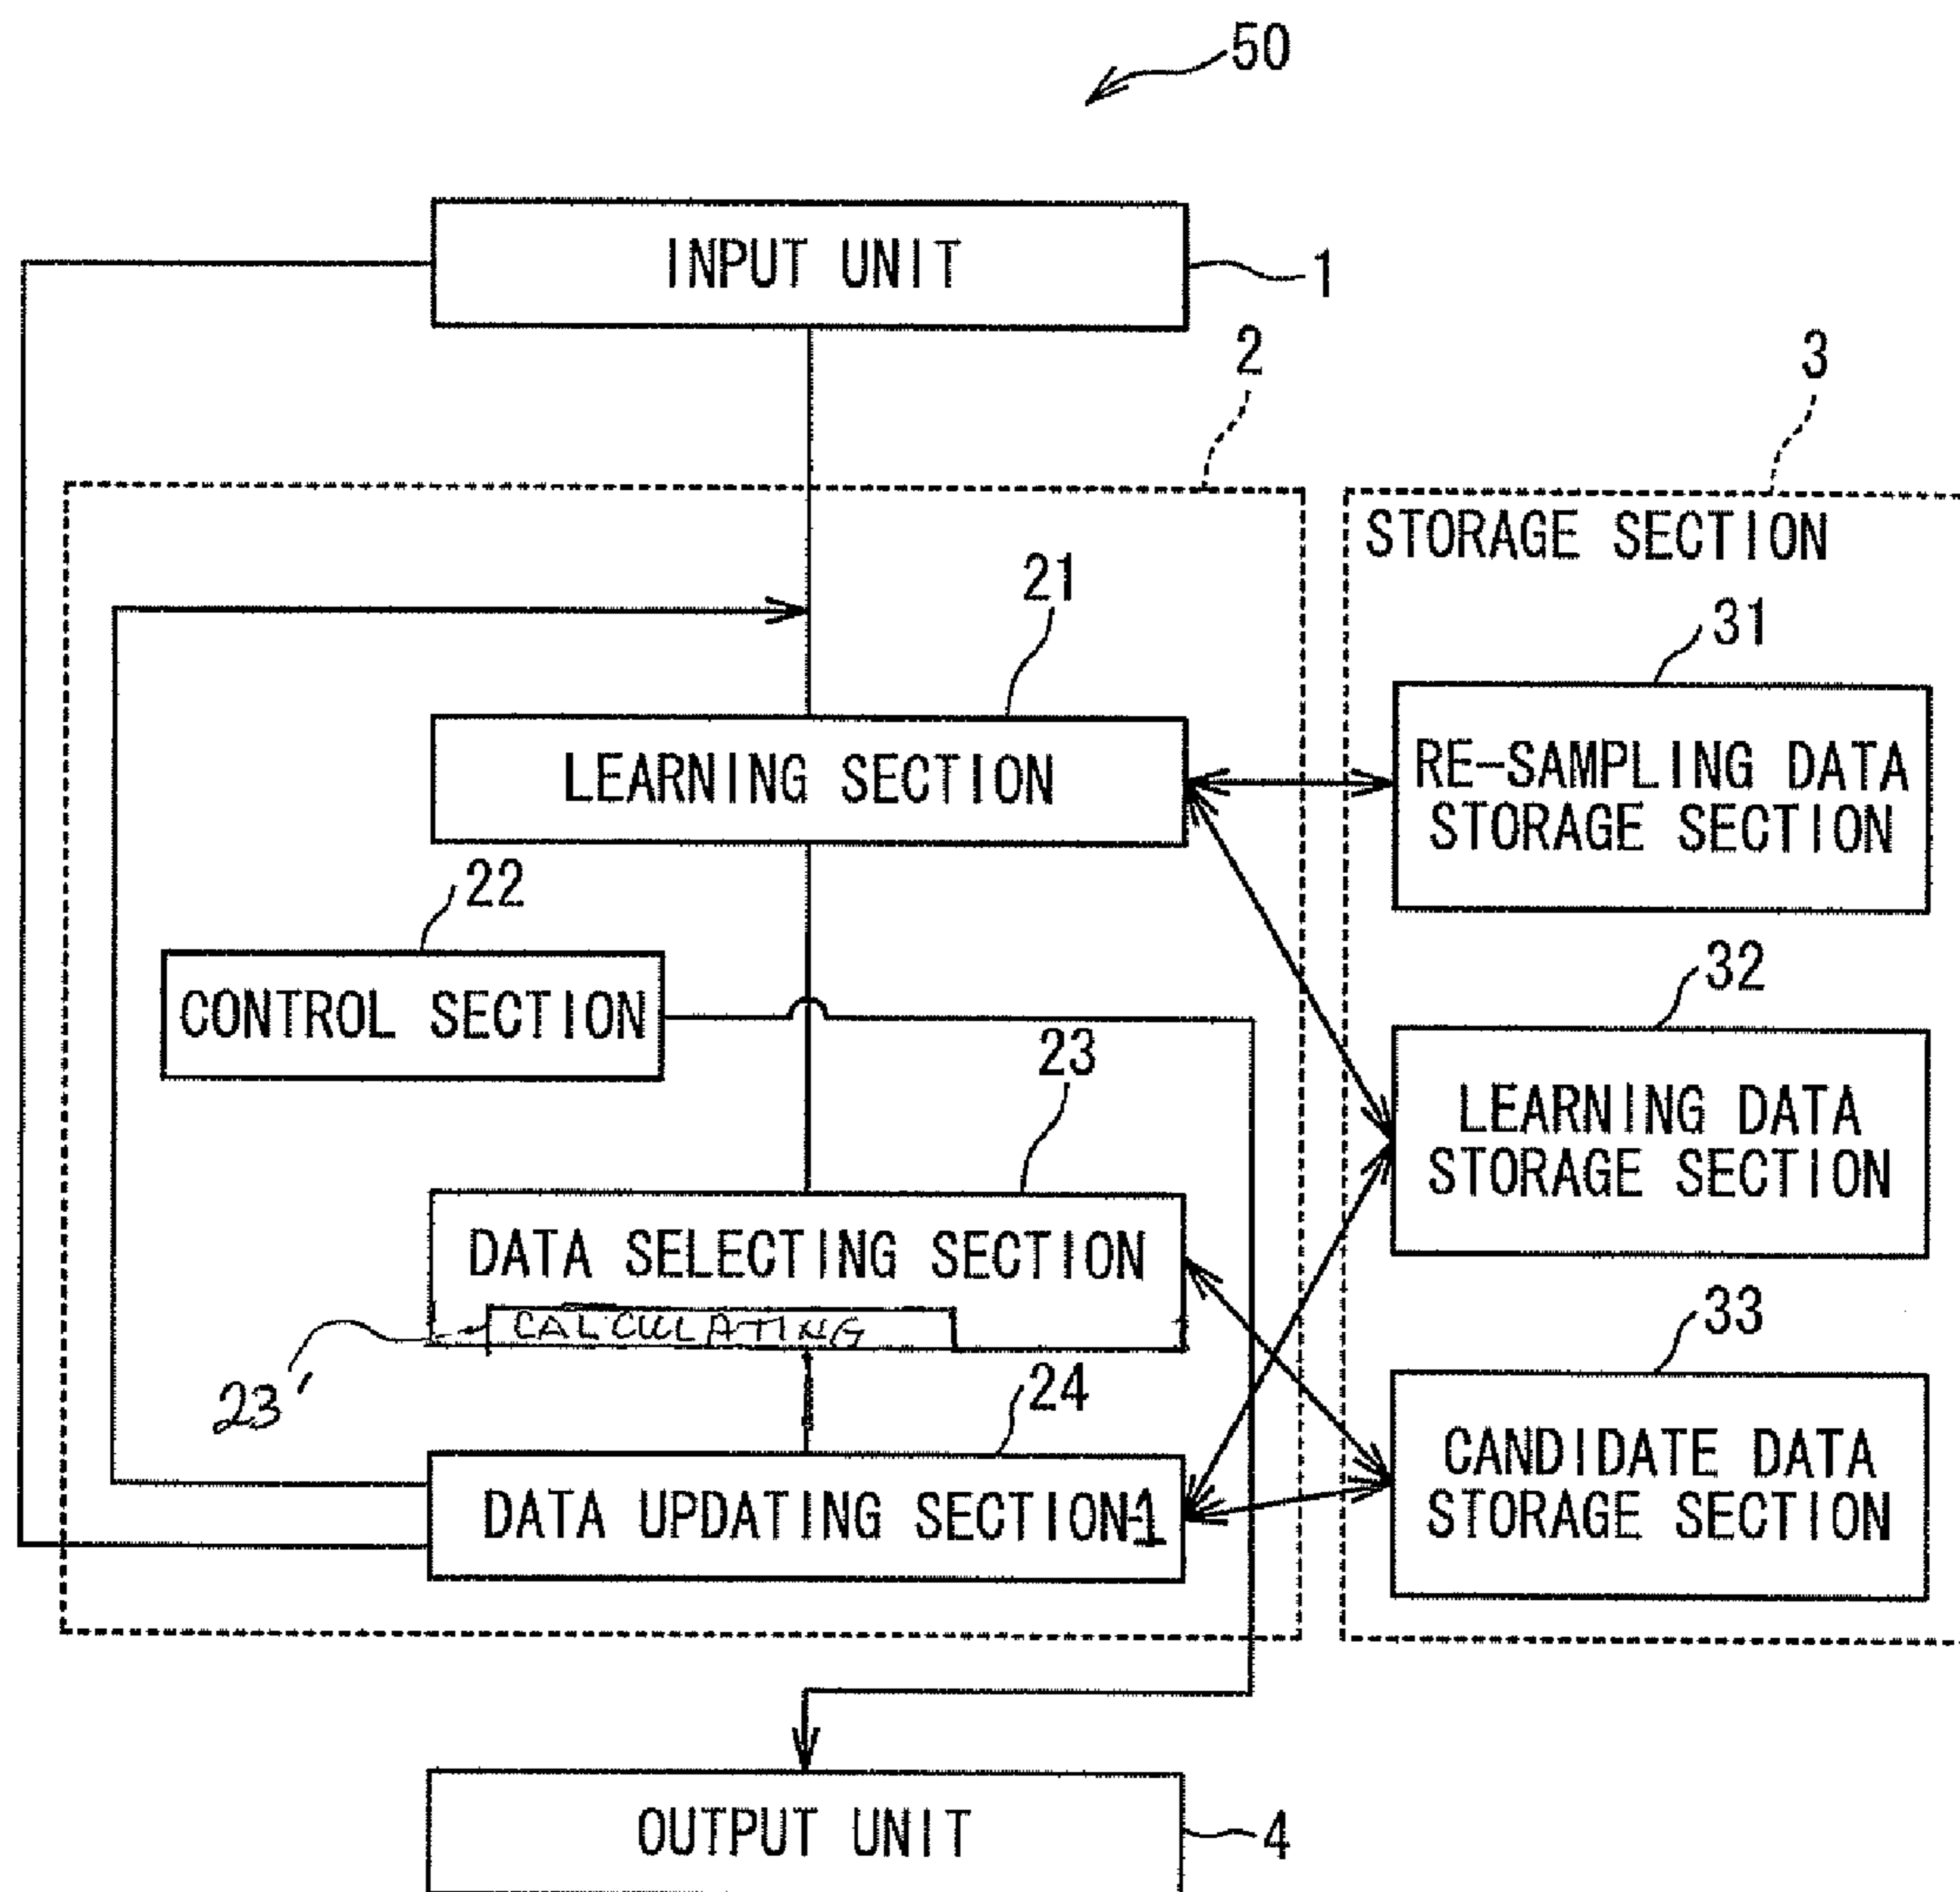 50
INPUT UNIT
1
2
3
STORAGE SECTION
21
31
LEARNING SECTION
RE-SAMPLING DATA
STORAGE SECTION
22
CONTROL SECTION
32
23
LEARNING DATA
STORAGE SECTION
DATA SELECTING SECTION
CALCULATING
23'
33
24
CANDIDATE DATA
STORAGE SECTION
DATA UPDATING SECTION-1
OUTPUT UNIT
4